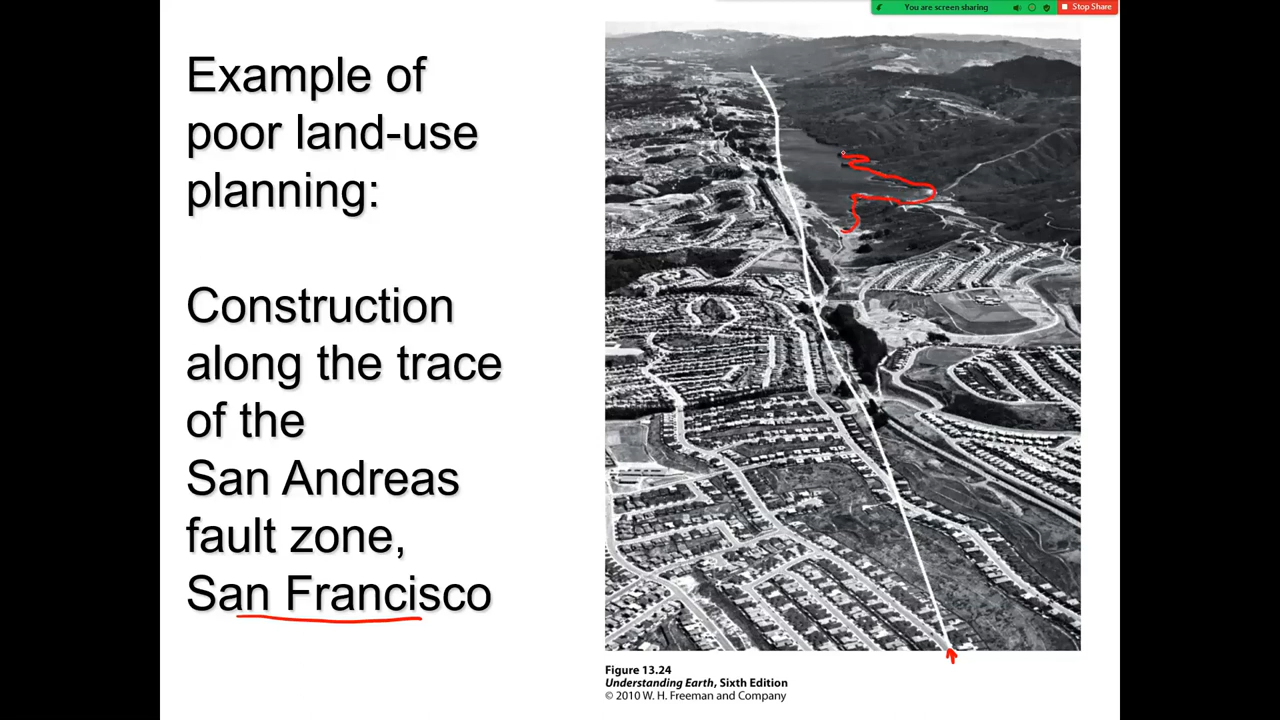 You are screen sharing
Stop Share
Example of
poor land-use
planning:
Construction
along the trace
of the
San Andreas
fault zone,
San Francisco
Figure 13.24
Understanding Earth, Sixth Edition
© 2010 W. H. Freeman and Company